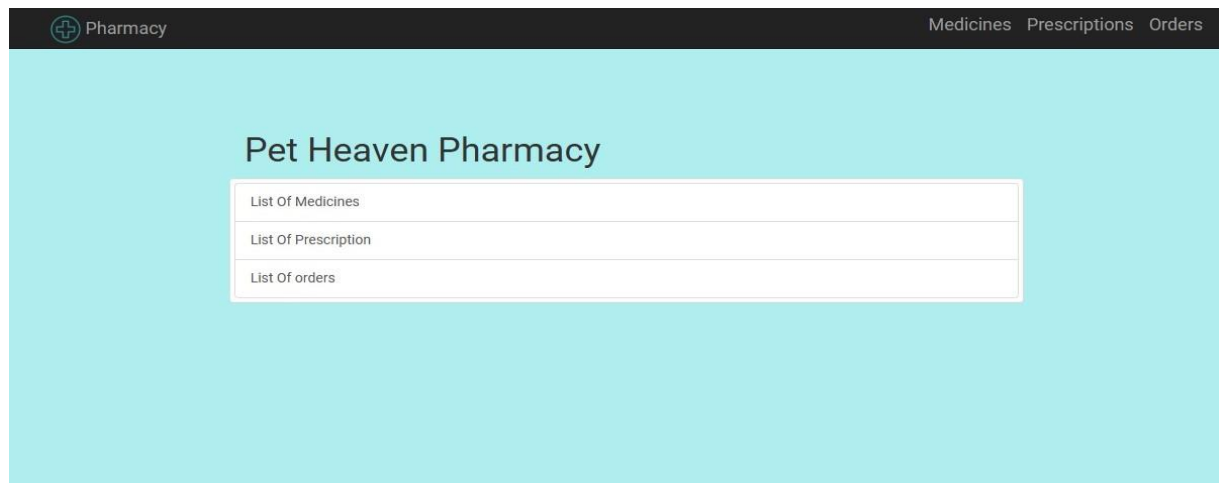 Pharmacy
Medicines Prescriptions Orders
Pet Heaven Pharmacy
List Of Medicines
List Of Prescription
List Of orders